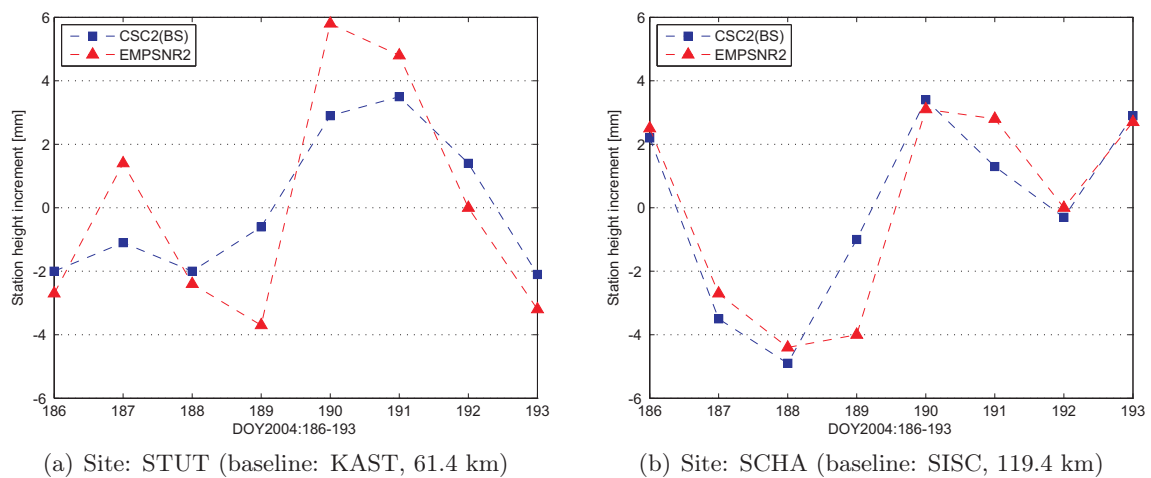 6
4
2
0
-2
-4
-6
Station height increment [mm]
CSC2(BS)
EMPSNR2
186 187 188 189 190 191 192 193
DOY2004:186-193
(a) Site: STUT (baseline: KAST, 61.4 km)
6
4
2
0
-2
-4
-6
Station height increment [mm]
CSC2(BS)
EMPSNR2
186 187 188 189 190 191 192 193
DOY2004:186-193
(b) Site: SCHA (baseline: SISC, 119.4 km)